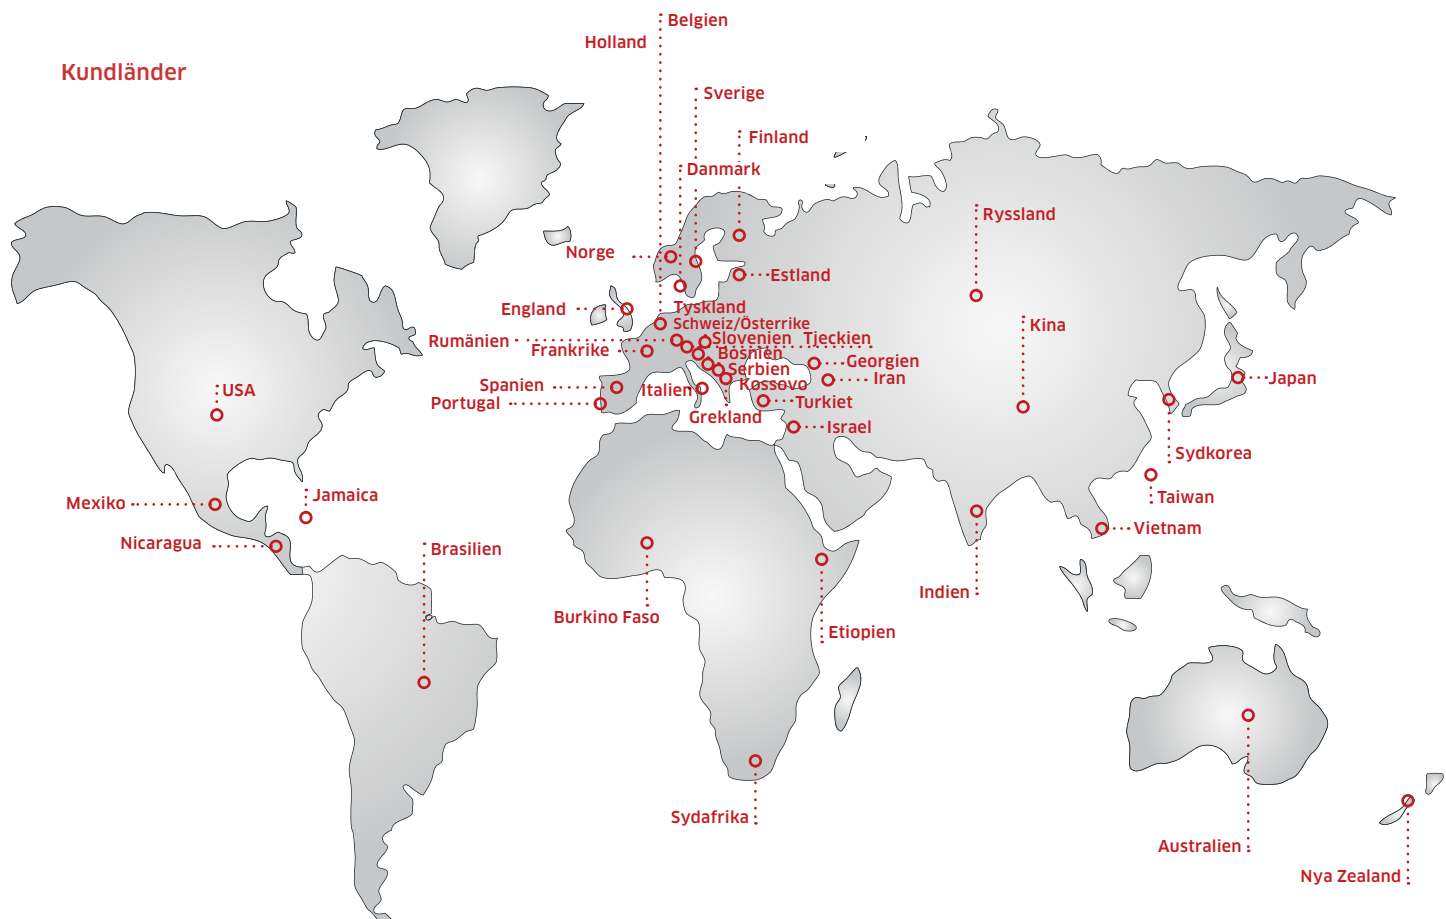 Belgien
Holland
Kundländer
Sverige
Finland
Danmark
Ryssland
Norge
Estland
England
Tyskland
Schweiz/Österrike
Kina
Rumänien
Slovenien
Tjeckien
Frankrike
Bosnien
Georgien
Serbien
Iran
Japan
Spanien
Kossovo
USA
Italien
Portugal
Turkiet
Grekland
Israel
Sydkorea
Jamaica
Taiwan
Mexiko
Vietnam
Nicaragua
Brasilien
Indien
Burkino Faso
Etiopien
Sydafrika
Australien
Nya Zealand